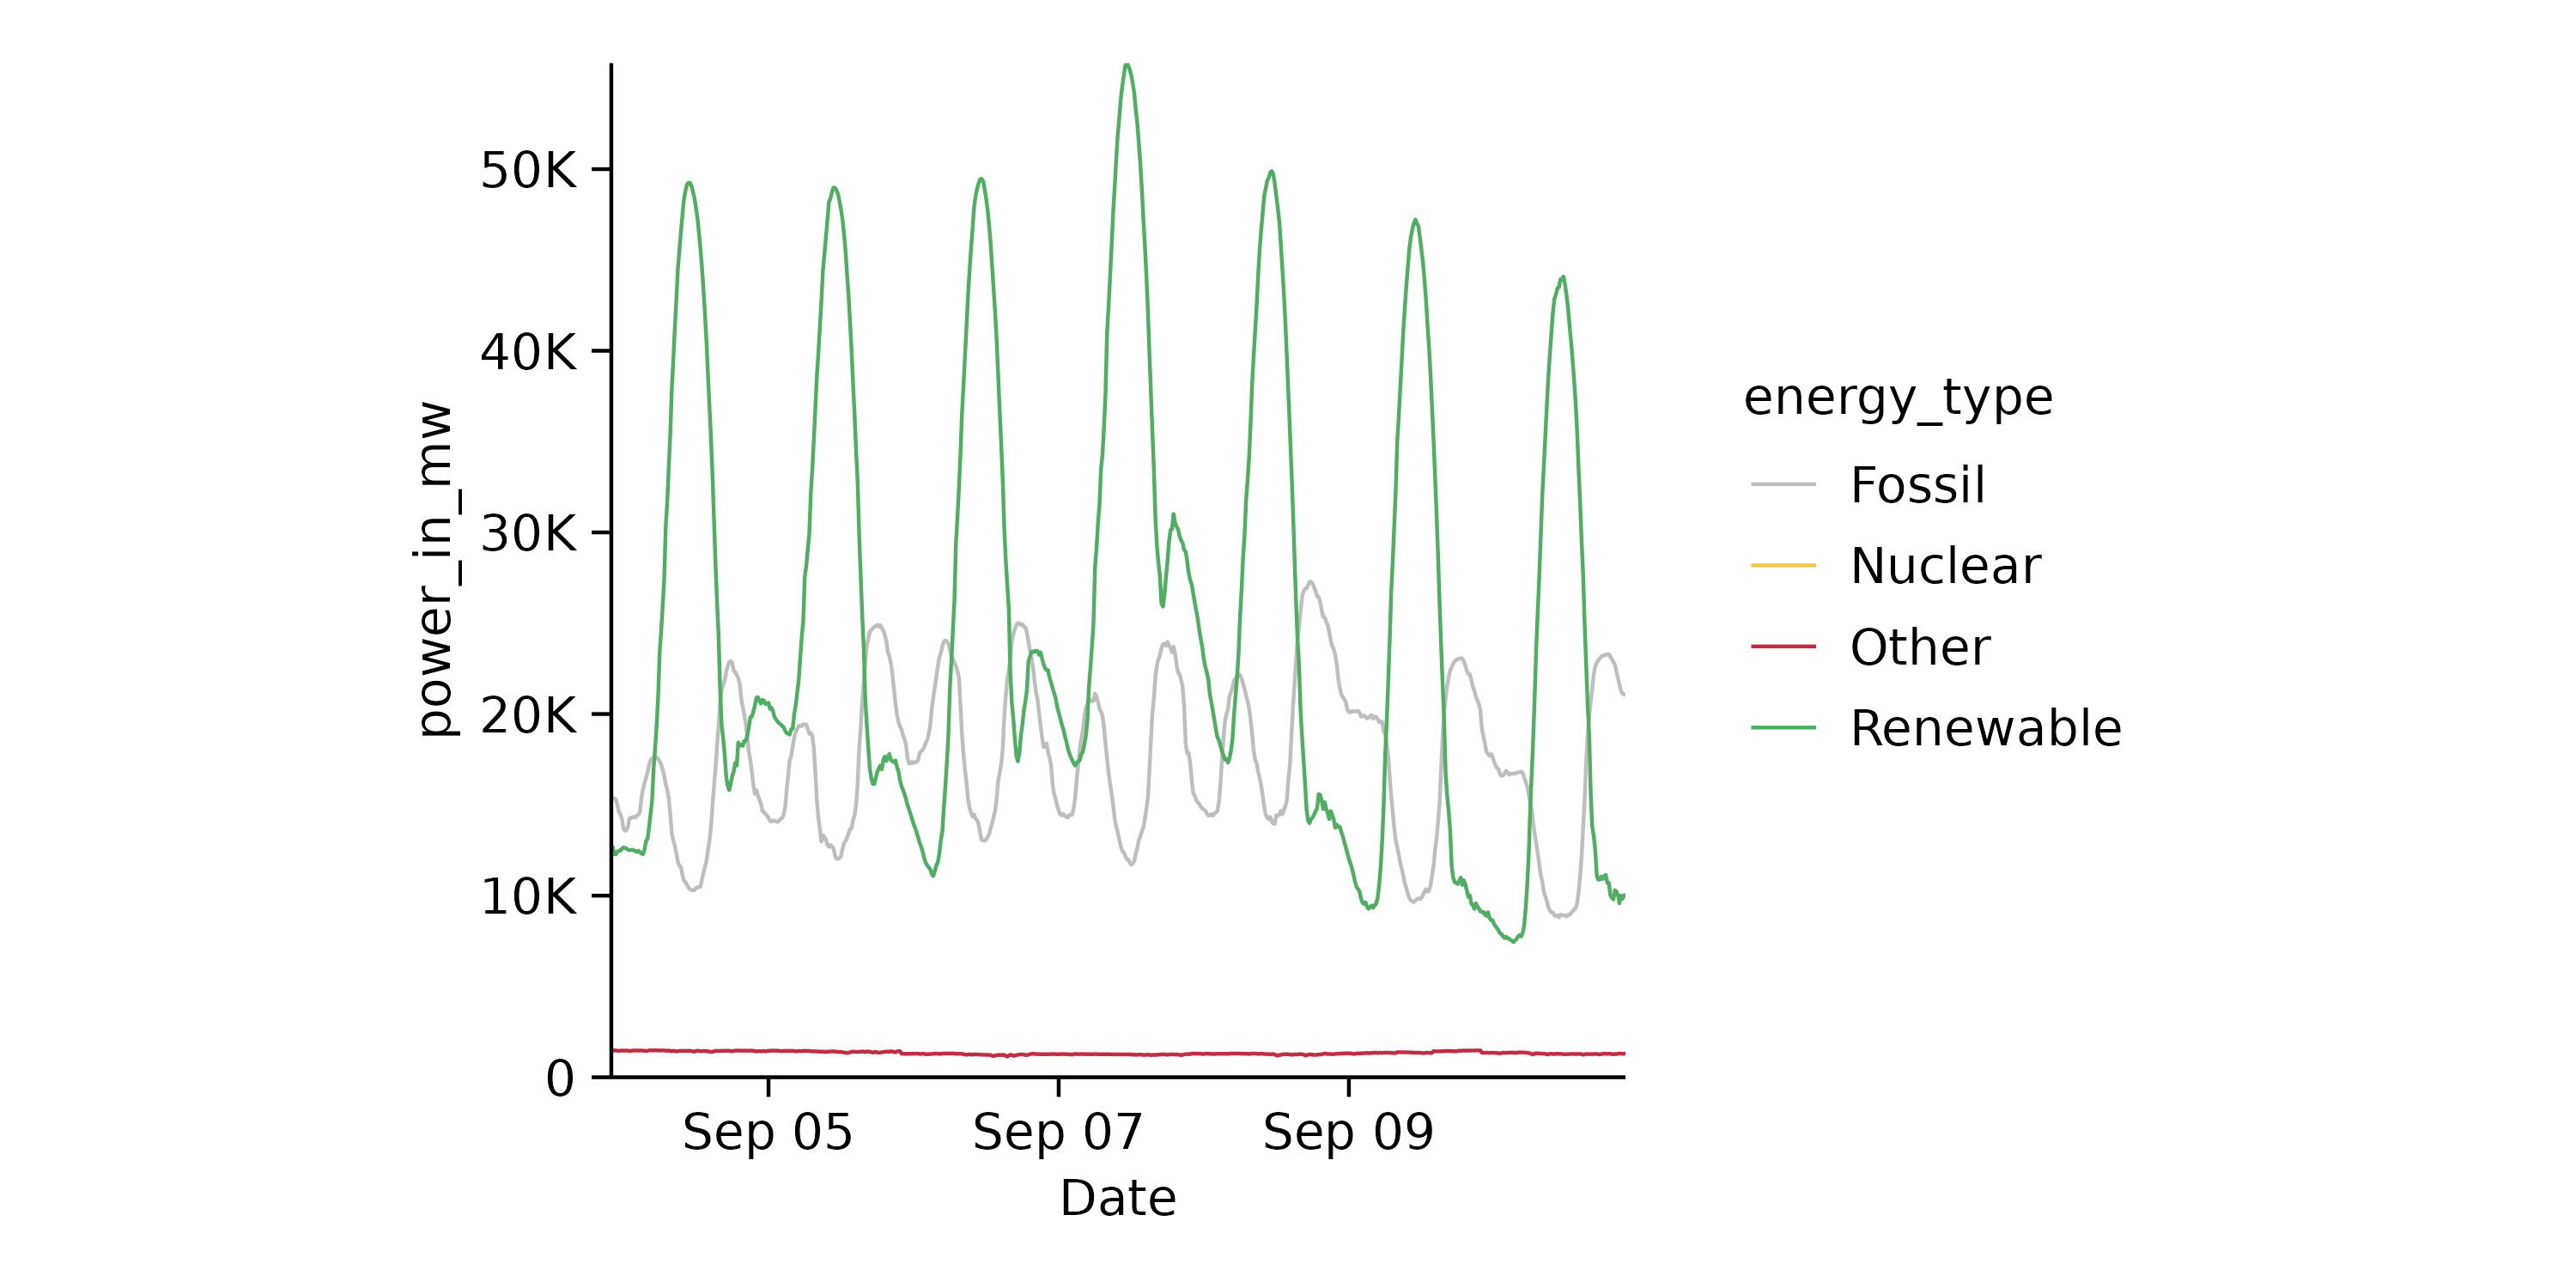 power_in_mw
50K
40K
30K
20K
10K
0
Sep 05
Sep 07
Sep 09
Date
energy_type
Fossil
Nuclear
Other
Renewable